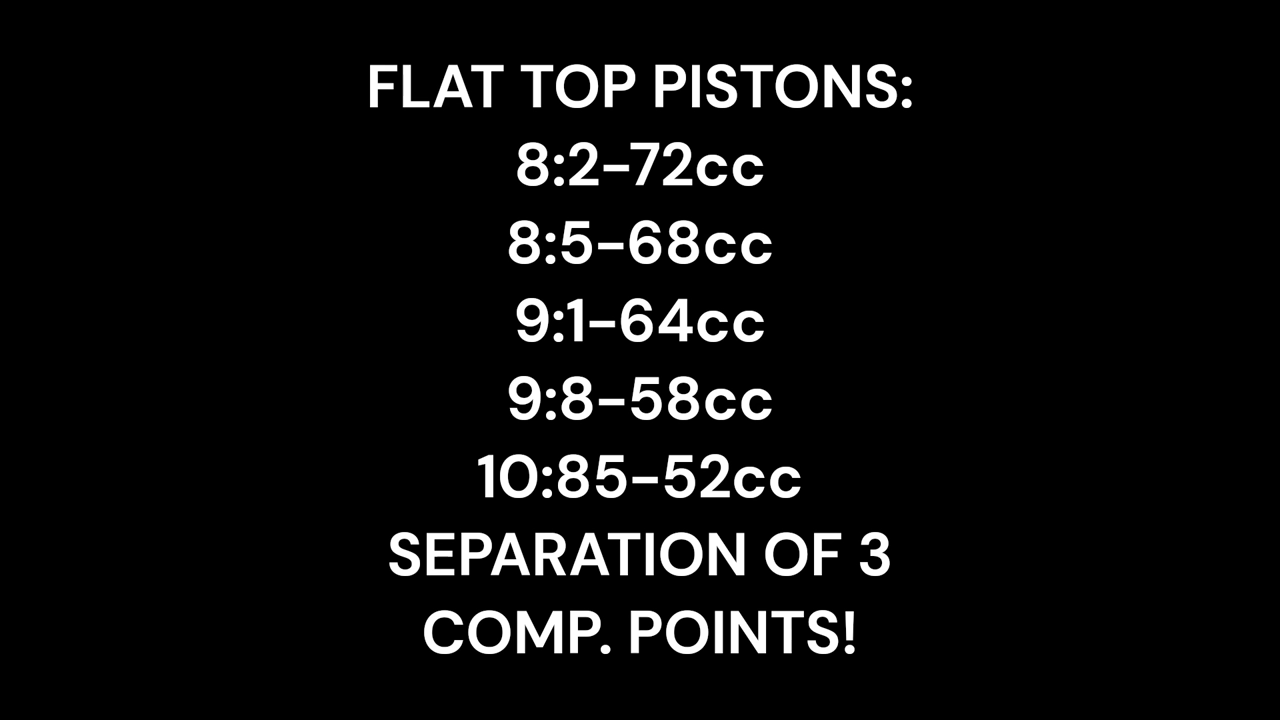 FLAT TOP PISTONS:
8:2-72cc
8:5-68cc
9:1-64cc
9:8-58cc
10:85-52cc
SEPARATION OF 3
COMP. POINTS!